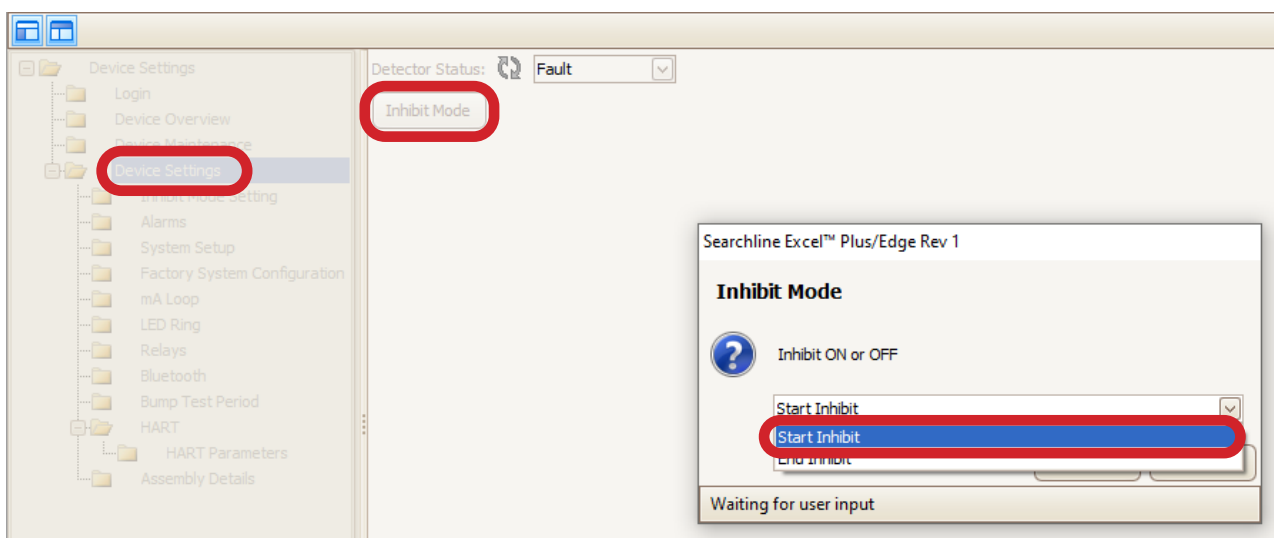 Device Settings
Login
Device Overview
Device Maintenance
Device Settings
Inhibit Mode Setting
Alarms
System Setup
Factory System Configuration
mA Loop
LED Ring
Relays
Bluetooth
Bump Test Period
HART
HART Parameters
Assembly Details
Detector Status: Fault
Inhibit Mode
Searchline Excel™ Plus/Edge Rev 1
Inhibit Mode
Inhibit ON or OFF
Start Inhibit
Start Inhibit
End Inhibit
Waiting for user input